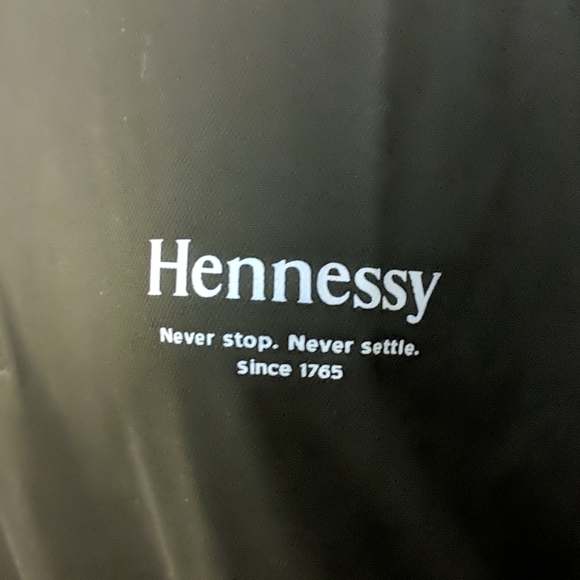 Hennessy
Never stop. Never settle.
Since 1765